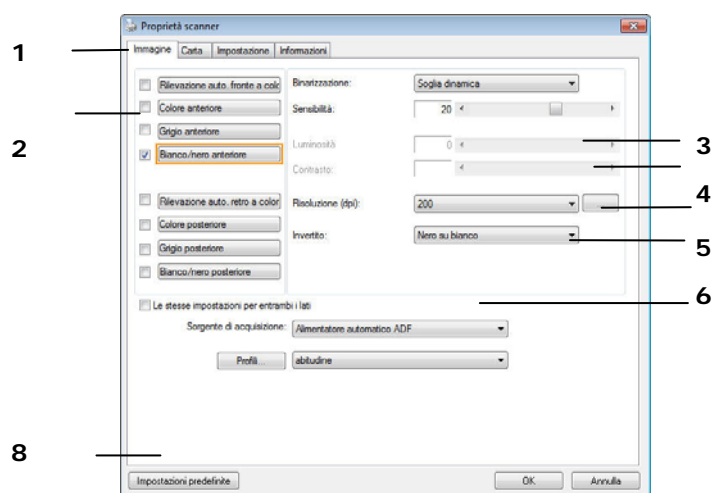 Proprietà scanner
1
Immagine Carta Impostazione Informazioni
Rilevazione auto. fronte a colo
Binarizzazione: Soglia dinamica
Colore anteriore
Sensibilità: 20
2
Grigio anteriore
Luminosità 0
3
Bianco/nero anteriore
Contrasto:
4
Rilevazione auto. retro a color
Risoluzione (dpi): 200
Colore posteriore
Invertito: Nero su bianco
5
Grigio posteriore
Bianco/nero posteriore
6
Le stesse impostazioni per entrambi i lati
Sorgente di acquisizione: Alimentatore automatico ADF
Profili... abitudine
8
Impostazioni predefinite OK Annulla